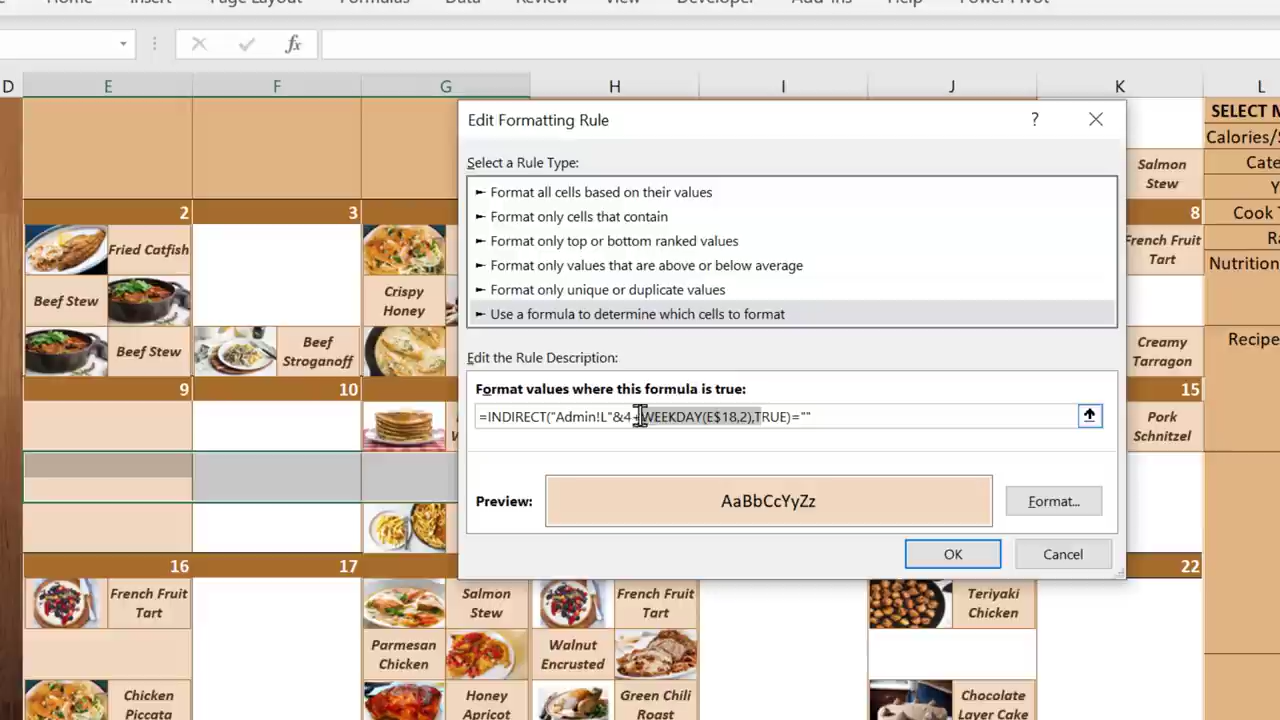 Home Insert Page Layout Formulas Data Review View Developer Add-ins Help Power Pivot
fx
D E F G H I J K L
SELECT M
Calories/S
Salmon
Stew
Cate
Y
2 3 8 Cook T
Fried Catfish
French Fruit
Tart
Ra
Nutrition
Beef Stew
Crispy
Honey
Beef Stew
Beef
Stroganoff
Creamy
Tarragon
Recipe
9 10 15
Pork
Schnitzel
16 17 22
French Fruit
Tart
Salmon
Stew
French Fruit
Tart
Teriyaki
Chicken
Parmesan
Chicken
Walnut
Encrusted
Chicken
Piccata
Honey
Apricot
Green Chili
Roast
Chocolate
Layer Cake
Edit Formatting Rule
?
Select a Rule Type:
► Format all cells based on their values
► Format only cells that contain
► Format only top or bottom ranked values
► Format only values that are above or below average
► Format only unique or duplicate values
► Use a formula to determine which cells to format
Edit the Rule Description:
Format values where this formula is true:
=INDIRECT("Admin!L"&4+WEEKDAY(E$18,2),TRUE)=""
Preview:
AaBbCcYyZz
Format...
OK Cancel